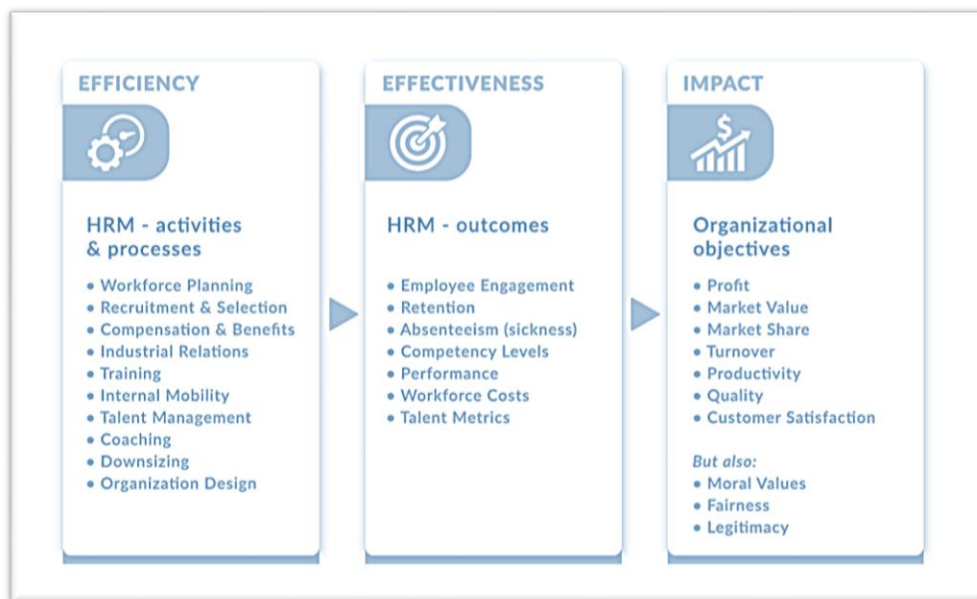 EFFICIENCY
HRM - activities
& processes
• Workforce Planning
• Recruitment & Selection
• Compensation & Benefits
• Industrial Relations
• Training
• Internal Mobility
• Talent Management
• Coaching
• Downsizing
• Organization Design
EFFECTIVENESS
HRM - outcomes
• Employee Engagement
• Retention
• Absenteeism (sickness)
• Competency Levels
• Performance
• Workforce Costs
• Talent Metrics
IMPACT
$
Organizational
objectives
• Profit
• Market Value
• Market Share
• Turnover
• Productivity
• Quality
• Customer Satisfaction
But also:
• Moral Values
• Fairness
• Legitimacy